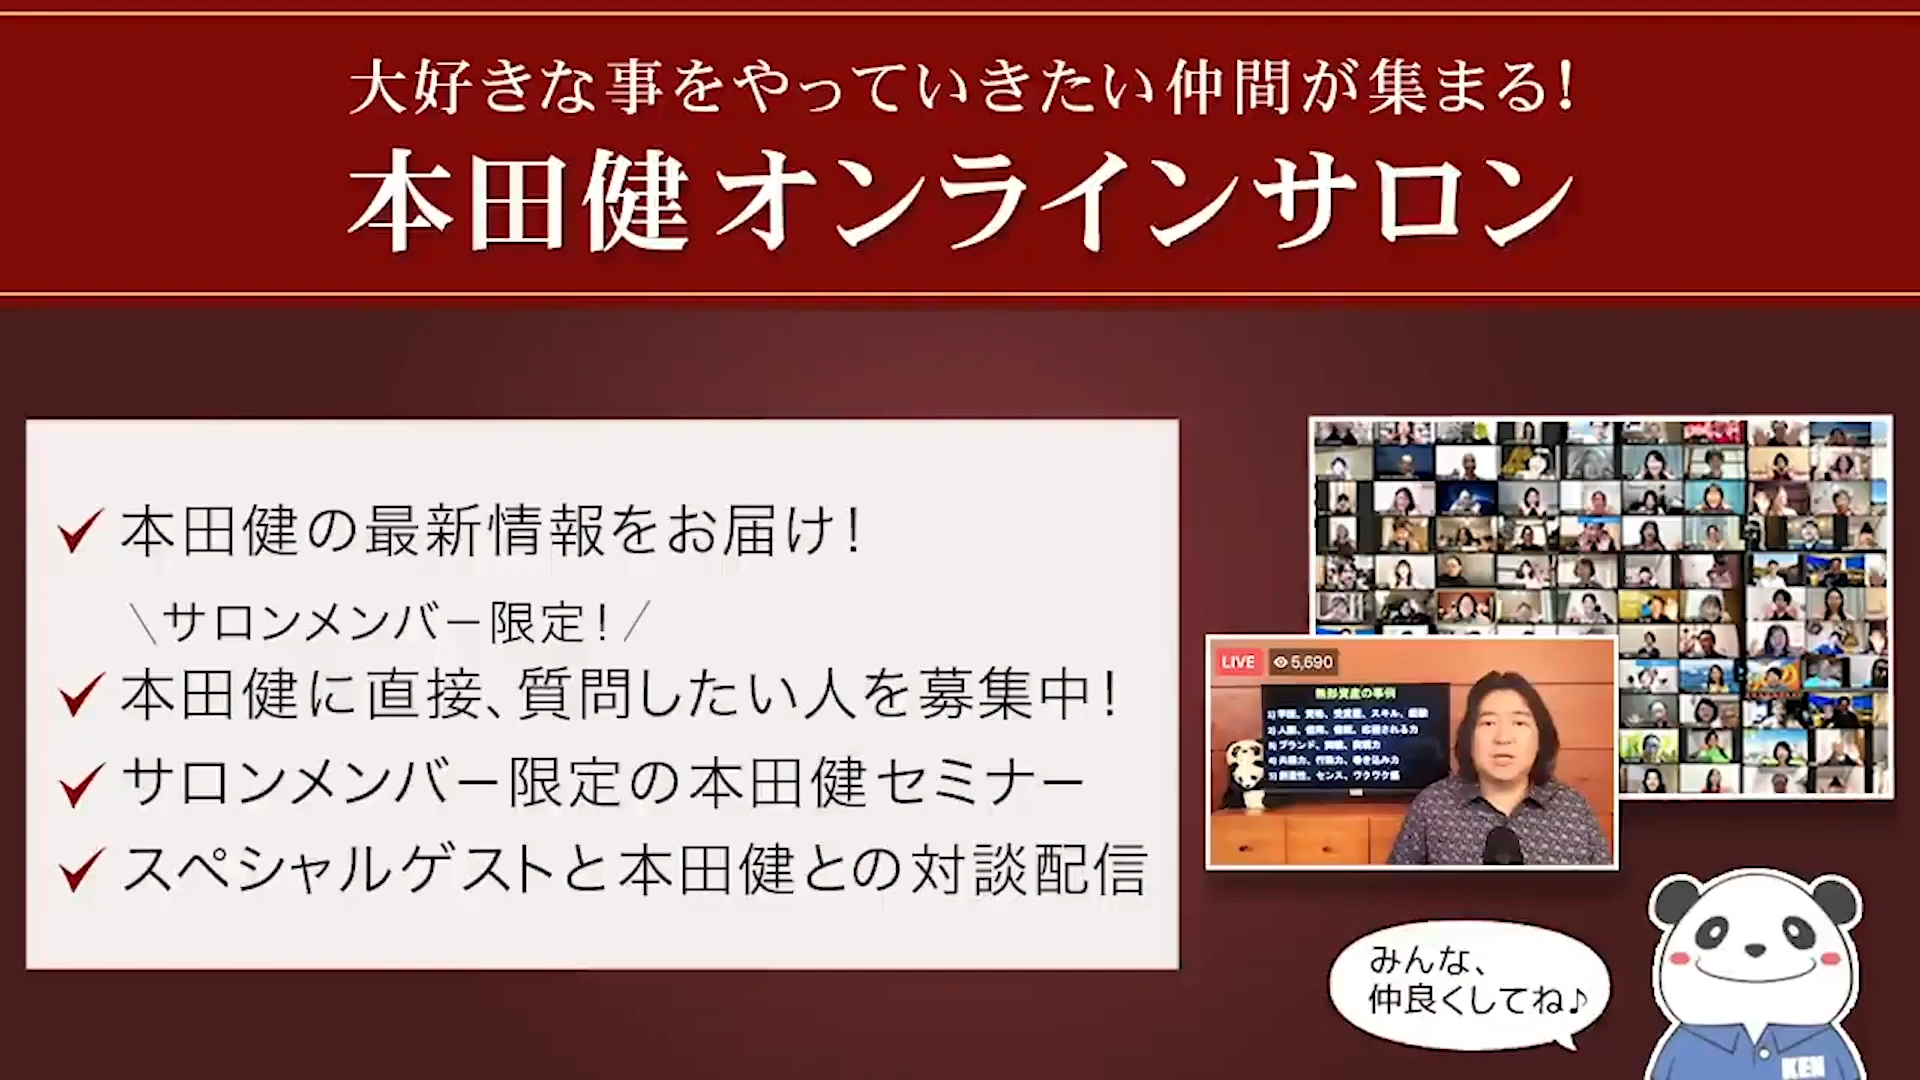 大好きな事をやっていきたい仲間が集まる！
本田健オンラインサロン
本田健の最新情報をお届け！
\サロンメンバー限定！/
本田健に直接、質問したい人を募集中！
サロンメンバー限定の本田健セミナー
スペシャルゲストと本田健との対談配信
LIVE 5,690
無形資産の事例
みんな、
仲良くしてね♪
KEN